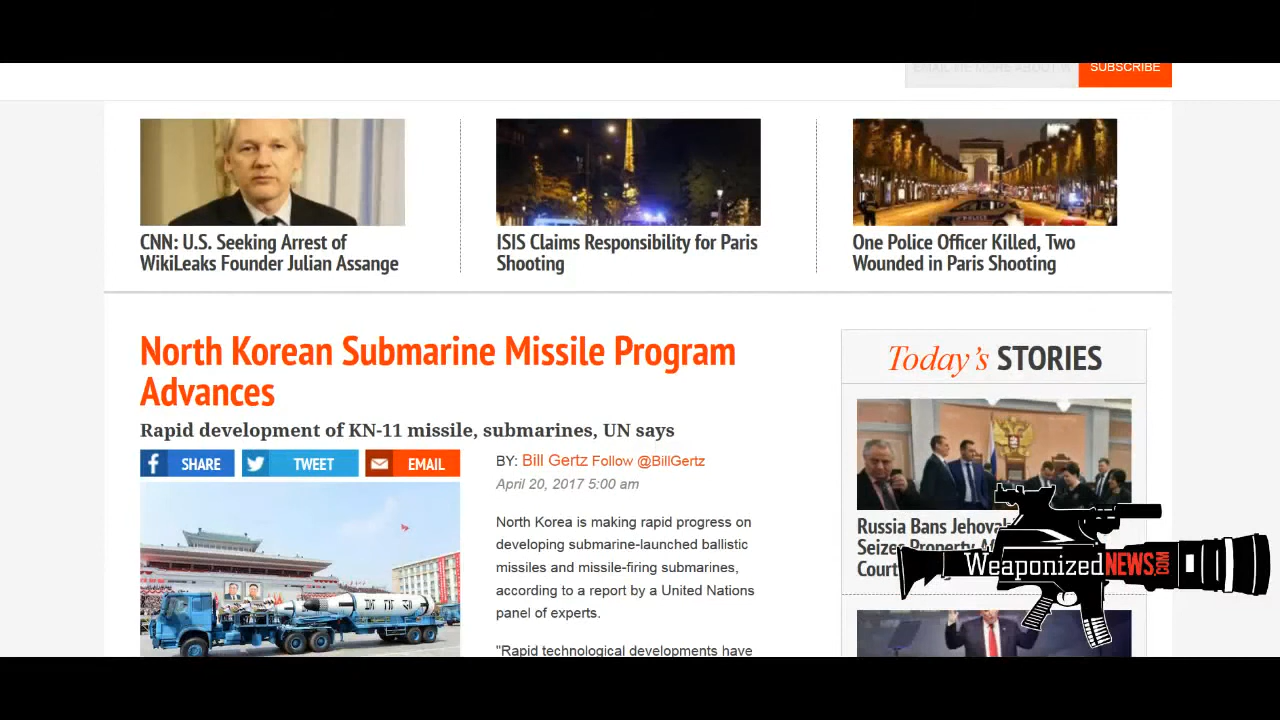 SUBSCRIBE
CNN: U.S. Seeking Arrest of
WikiLeaks Founder Julian Assange
ISIS Claims Responsibility for Paris
Shooting
One Police Officer Killed, Two
Wounded in Paris Shooting
North Korean Submarine Missile Program
Advances
Rapid development of KN-11 missile, submarines, UN says
SHARE
TWEET
EMAIL
BY: Bill Gertz Follow @BillGertz
April 20, 2017 5:00 am
North Korea is making rapid progress on
developing submarine-launched ballistic
missiles and missile-firing submarines,
according to a report by a United Nations
panel of experts.
"Rapid technological developments have
Today's STORIES
Russia Bans
Property
WeaponizedNEWS.COM